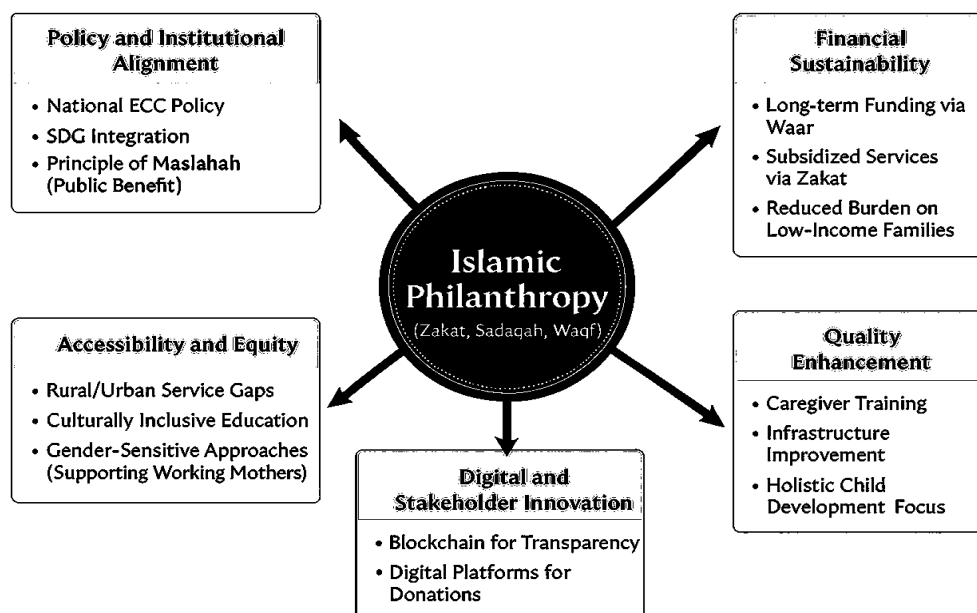 Policy and Institutional
Alignment
• National ECC Policy
• SDG Integration
• Principle of Maslahah
(Public Benefit)
Financial
Sustainability
• Long-term Funding via
Waar
• Subsidized Services
via Zakat
• Reduced Burden on
Low-Income Families
Islamic
Philanthropy
(Zakat, Sadaqah, Waqf)
Accessibility and Equity
• Rural/Urban Service Gaps
• Culturally Inclusive Education
• Gender-Sensitive Approaches
(Supporting Working Mothers)
Quality
Enhancement
• Caregiver Training
• Infrastructure
Improvement
• Holistic Child
Development Focus
Digital and
Stakeholder Innovation
• Blockchain for Transparency
• Digital Platforms for
Donations